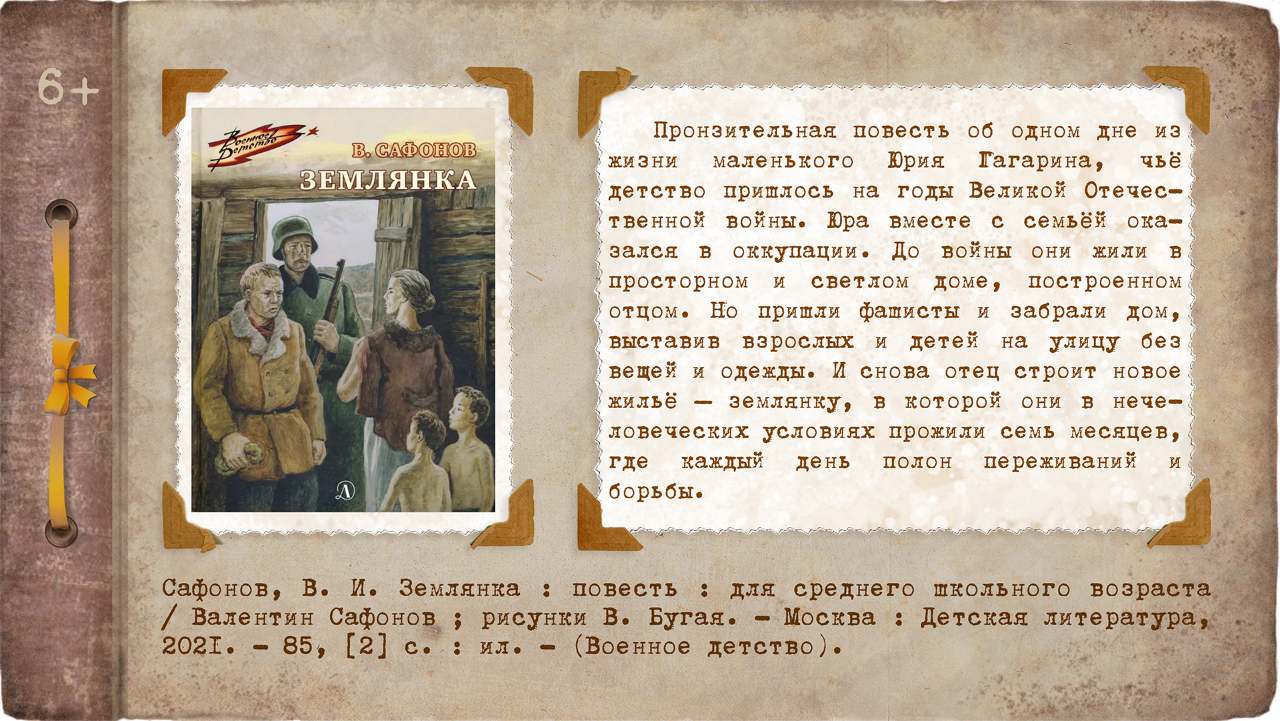 6+
Военное
Детство
В. САФОНОВ
ЗЕМЛЯНКА
Д
Пронзительная повесть об одном дне из
жизни маленького Юрия Гагарина, чьё
детство пришлось на годы Великой Отечес-
твенной войны. Юра вместе с семьёй ока-
зался в оккупации. До войны они жили в
просторном и светлом доме, построенном
отцом. Но пришли фашисты и забрали дом,
выставив взрослых и детей на улицу без
вещей и одежды. И снова отец строит новое
жильё — землянку, в которой они в нече-
ловеческих условиях прожили семь месяцев,
где каждый день полон переживаний и
борьбы.
Сафонов, В. И. Землянка : повесть : для среднего школьного возраста
/ Валентин Сафонов ; рисунки В. Бугая. — Москва : Детская литература,
2021. — 85, [2] с. : ил. — (Военное детство).